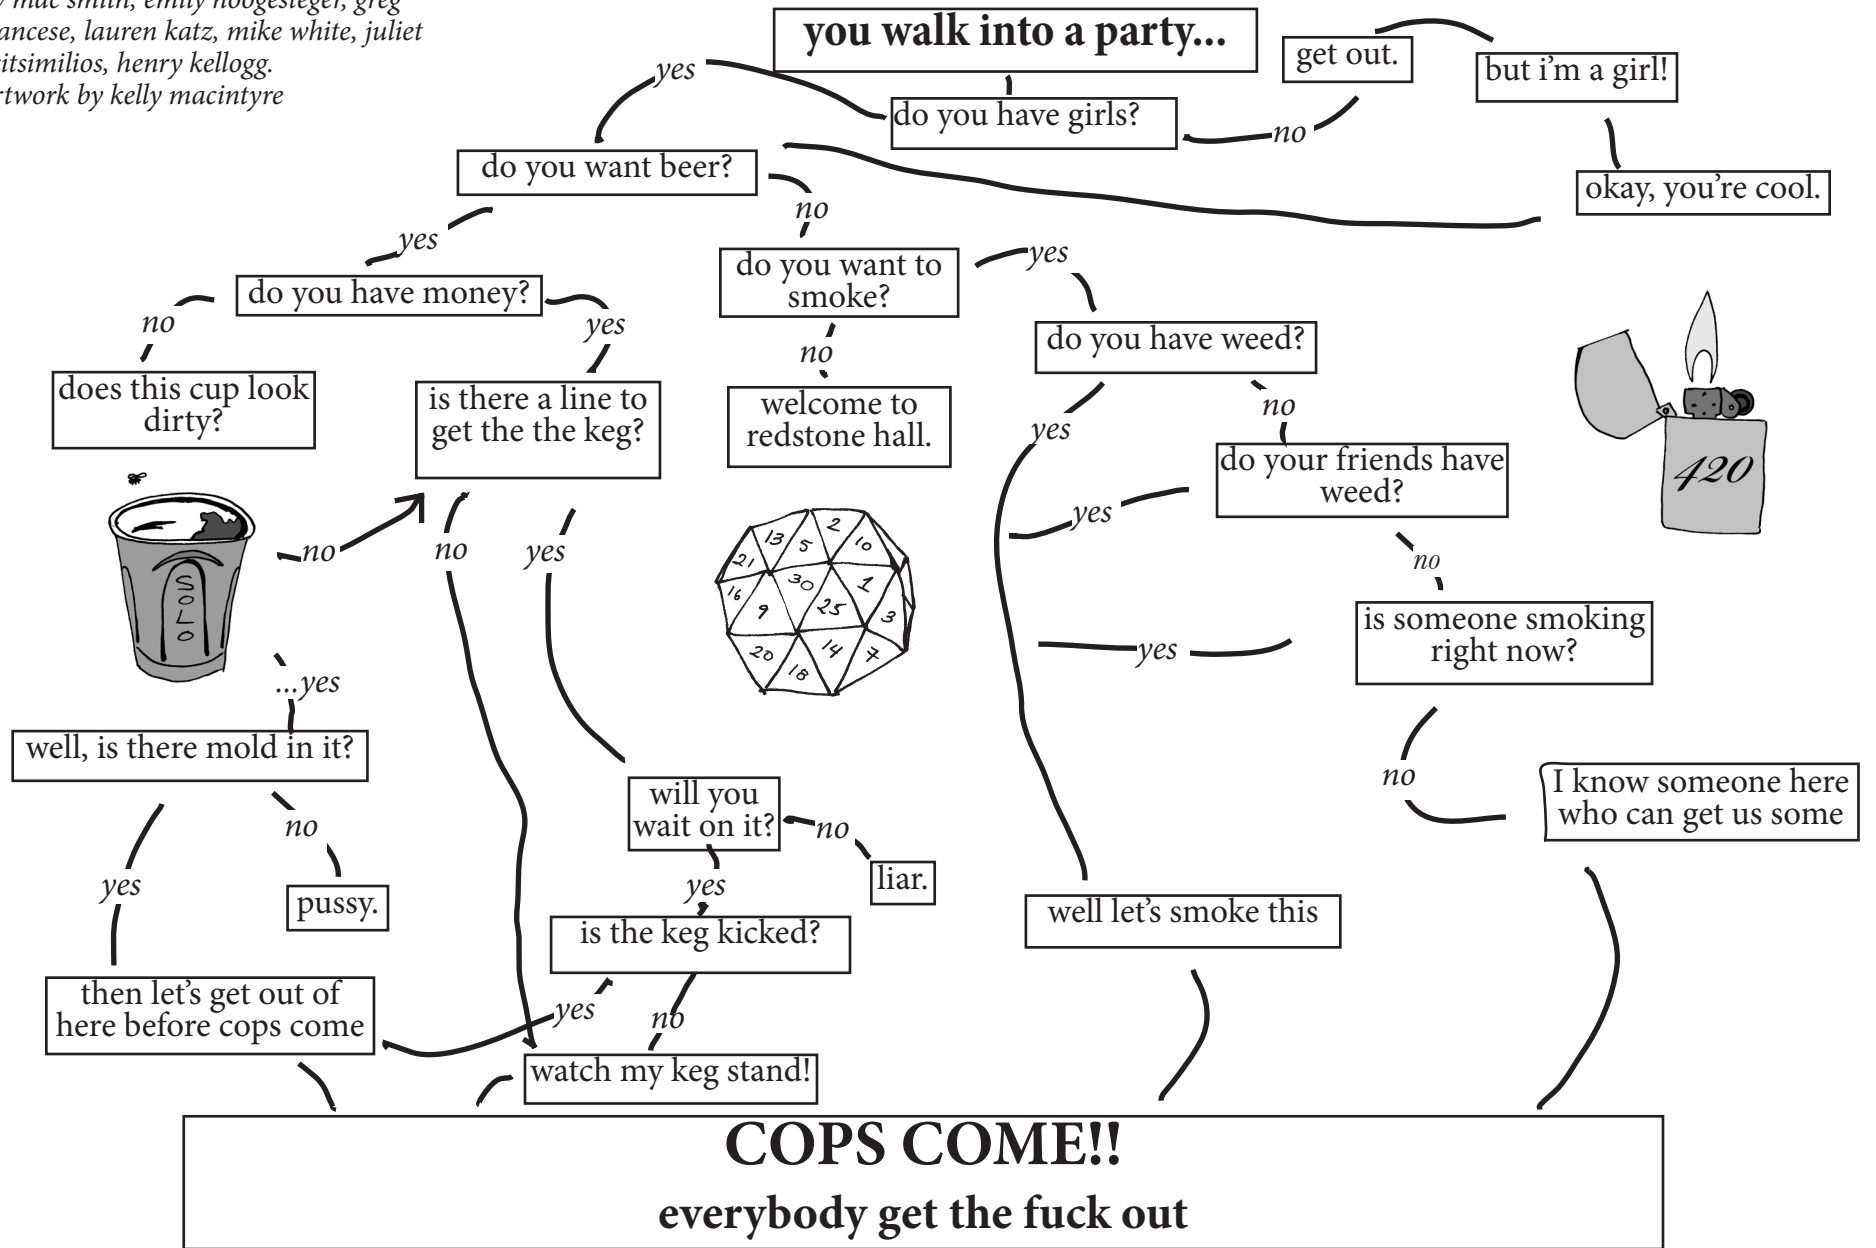 mac smith, emily hoogesteger, greg
lauren katz, mike white, juliet
henry kellogg.
by kelly macintyre
you walk into a party...
get out.
but i'm a girl!
yes
do you have girls?
no
do you want beer?
okay, you're cool.
no
yes
do you want to
smoke?
yes
do you have money?
no
yes
do you have weed?
no
does this cup look
dirty?
is there a line to
get the the keg?
welcome to
redstone hall.
yes
no
do your friends have
weed?
420
yes
no
no
yes
no
SOLO
2
13
5
10
21
30
1
16
9
25
3
20
14
7
18
is someone smoking
right now?
yes
...yes
well, is there mold in it?
no
I know someone here
who can get us some
will you
wait on it?
no
no
yes
liar.
yes
pussy.
well let's smoke this
is the keg kicked?
then let's get out of
here before cops come
yes
no
watch my keg stand!
COPS COME!!
everybody get the fuck out